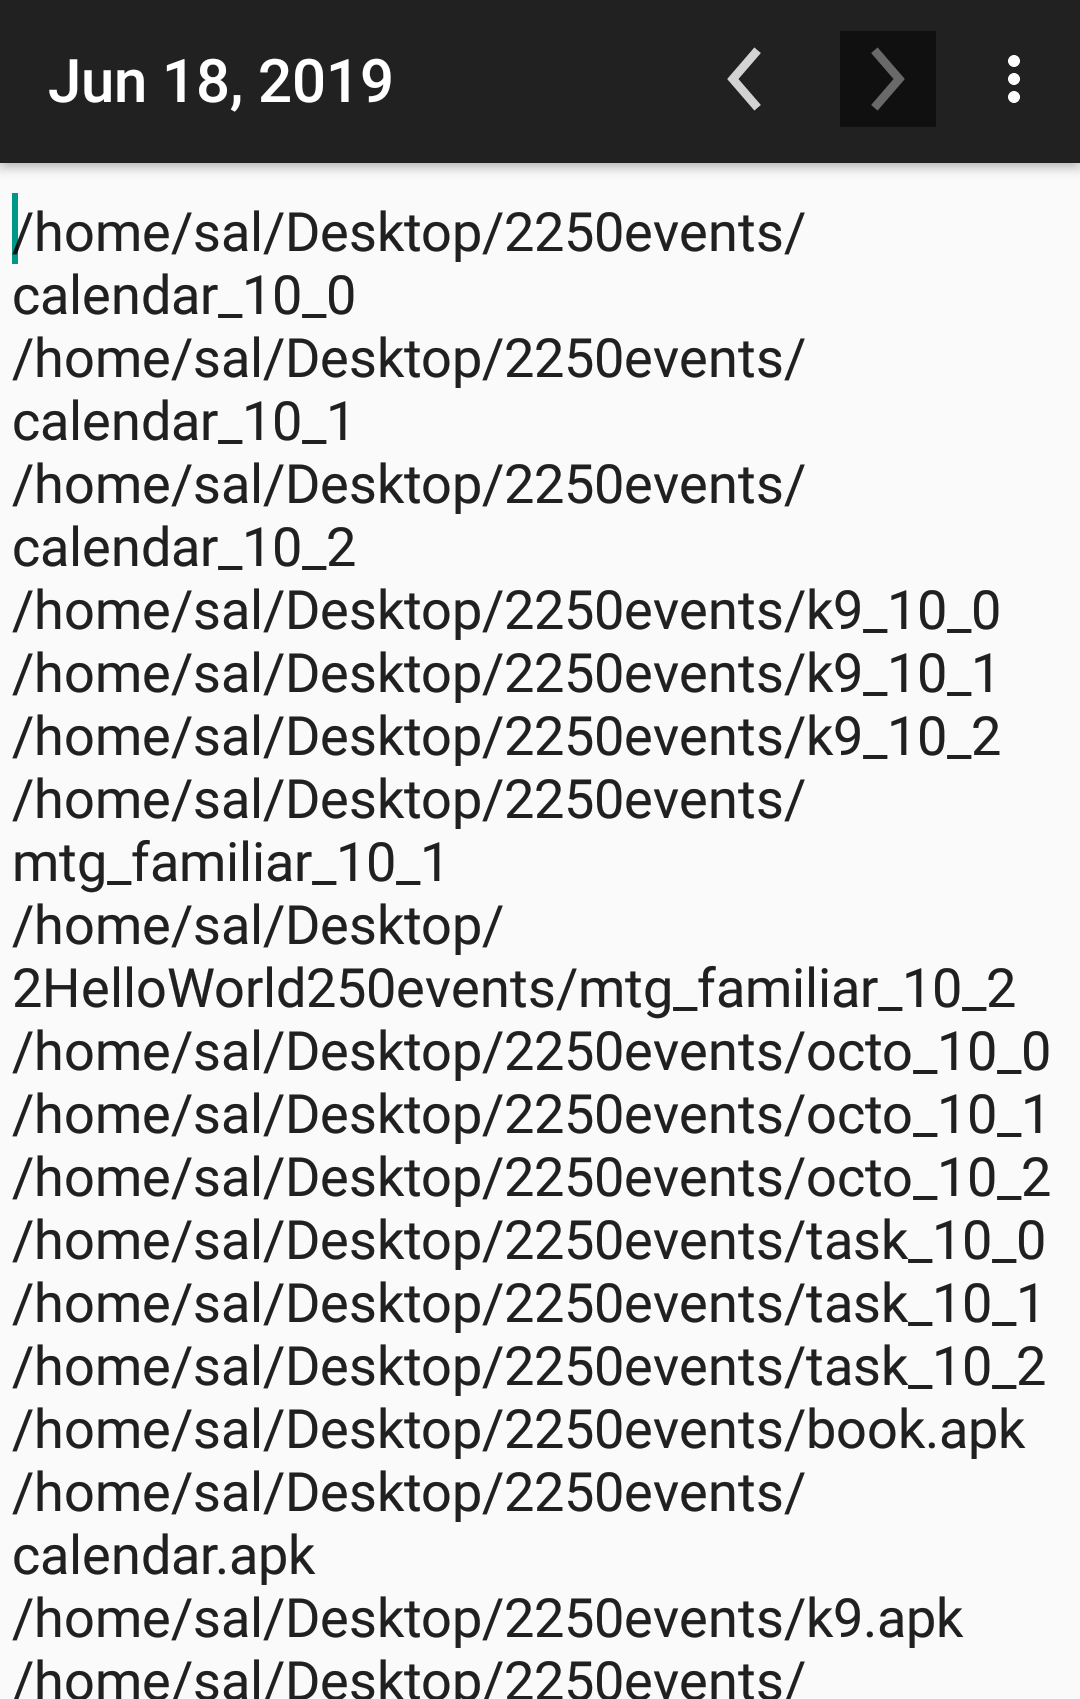 Jun 18, 2019
/home/sal/Desktop/2250events/
calendar_10_0
/home/sal/Desktop/2250events/
calendar_10_1
/home/sal/Desktop/2250events/
calendar_10_2
/home/sal/Desktop/2250events/k9_10_0
/home/sal/Desktop/2250events/k9_10_1
/home/sal/Desktop/2250events/k9_10_2
/home/sal/Desktop/2250events/
mtg_familiar_10_1
/home/sal/Desktop/
2HelloWorld250events/mtg_familiar_10_2
/home/sal/Desktop/2250events/octo_10_0
/home/sal/Desktop/2250events/octo_10_1
/home/sal/Desktop/2250events/octo_10_2
/home/sal/Desktop/2250events/task_10_0
/home/sal/Desktop/2250events/task_10_1
/home/sal/Desktop/2250events/task_10_2
/home/sal/Desktop/2250events/book.apk
/home/sal/Desktop/2250events/
calendar.apk
/home/sal/Desktop/2250events/k9.apk
/home/sal/Desktop/2250events/